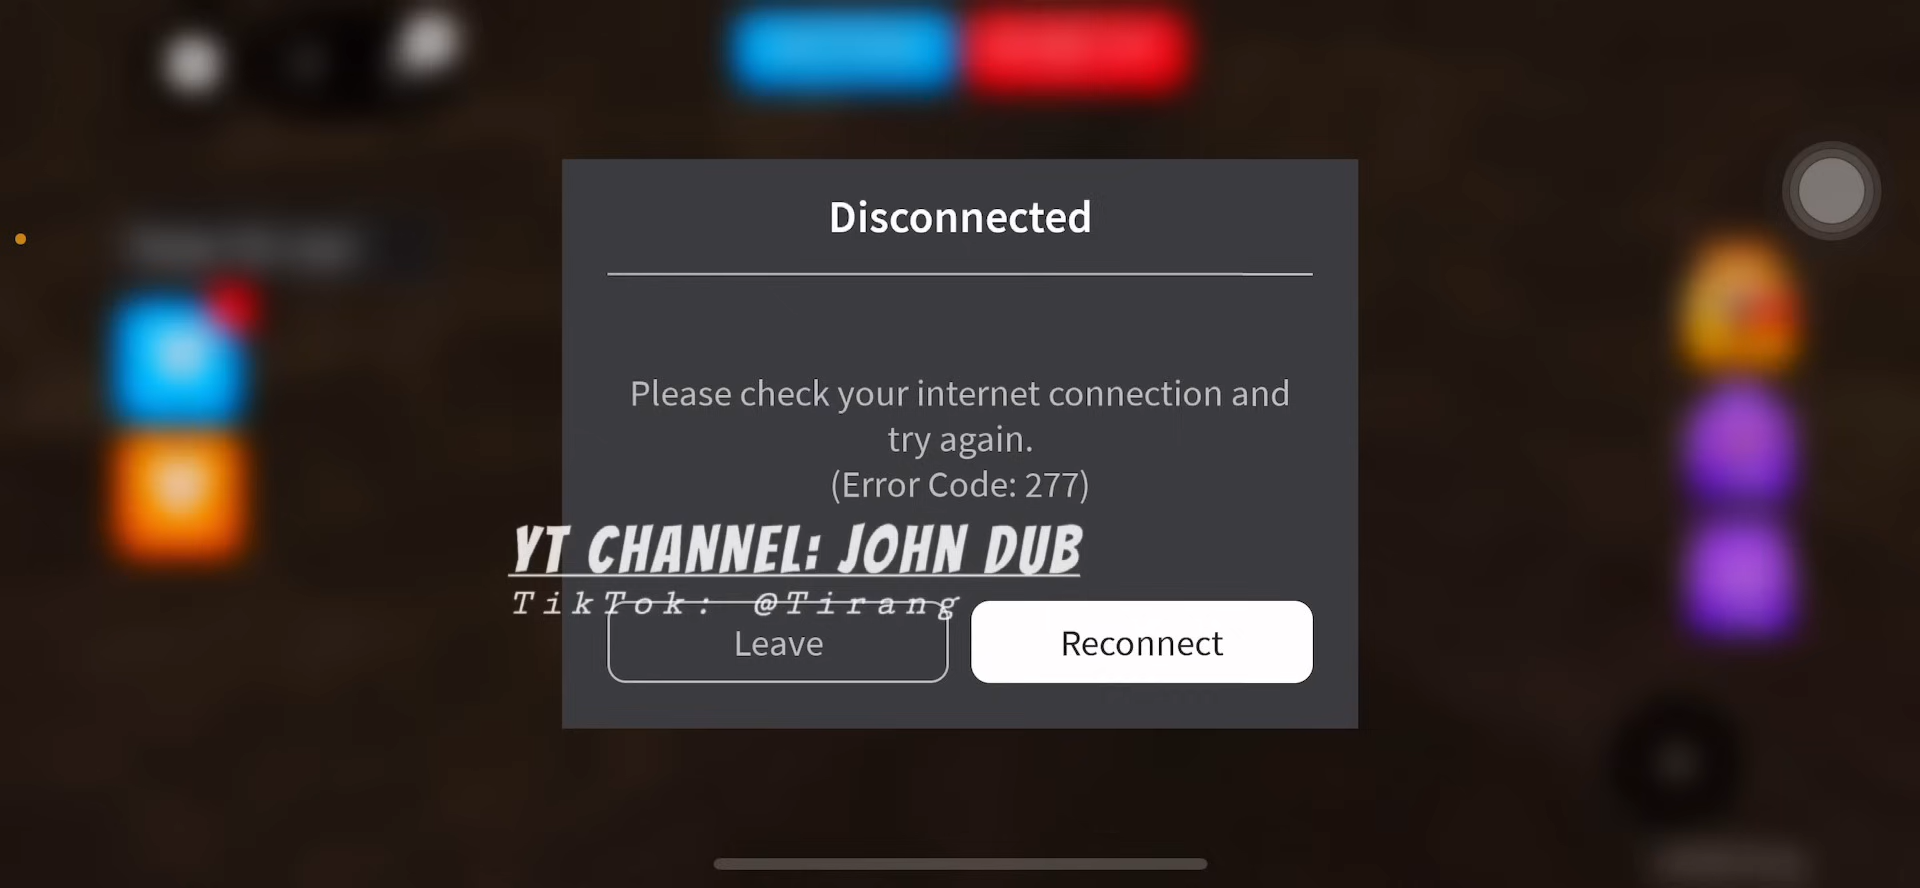 Disconnected
Please check your internet connection and
try again.
(Error Code: 277)
YT CHANNEL: JOHN DUB
TikTok: @Tirang
Leave
Reconnect